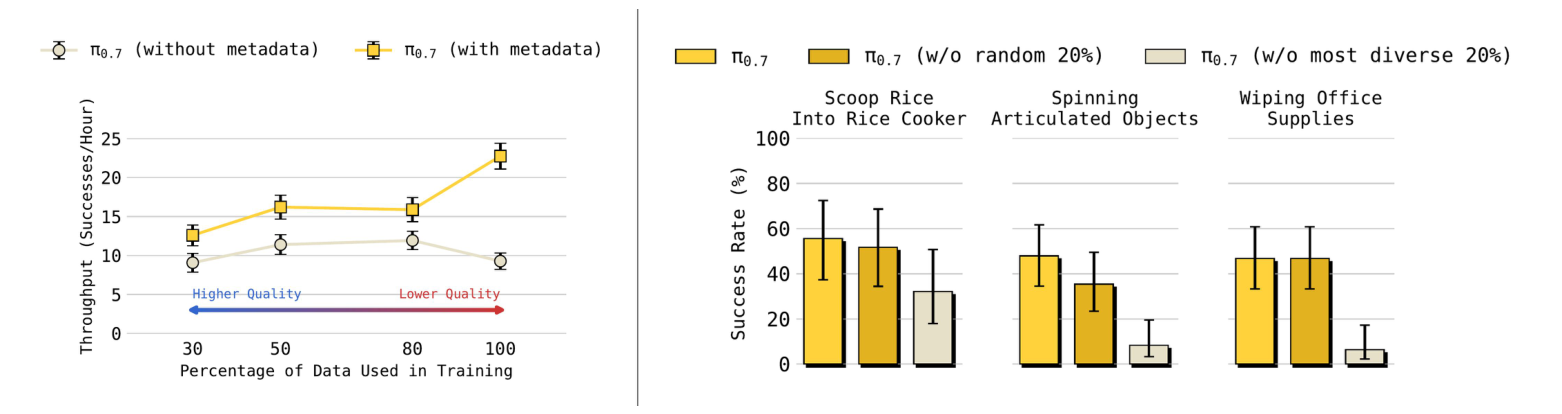 π0.7 (without metadata)
π0.7 (with metadata)
Throughput (Successes/Hour)
25
20
15
10
5
0
Higher Quality
Lower Quality
30
50
80
100
Percentage of Data Used in Training
π0.7
π0.7 (w/o random 20%)
π0.7 (w/o most diverse 20%)
Scoop Rice
Into Rice Cooker
Spinning
Articulated Objects
Wiping Office
Supplies
Success Rate (%)
100
80
60
40
20
0